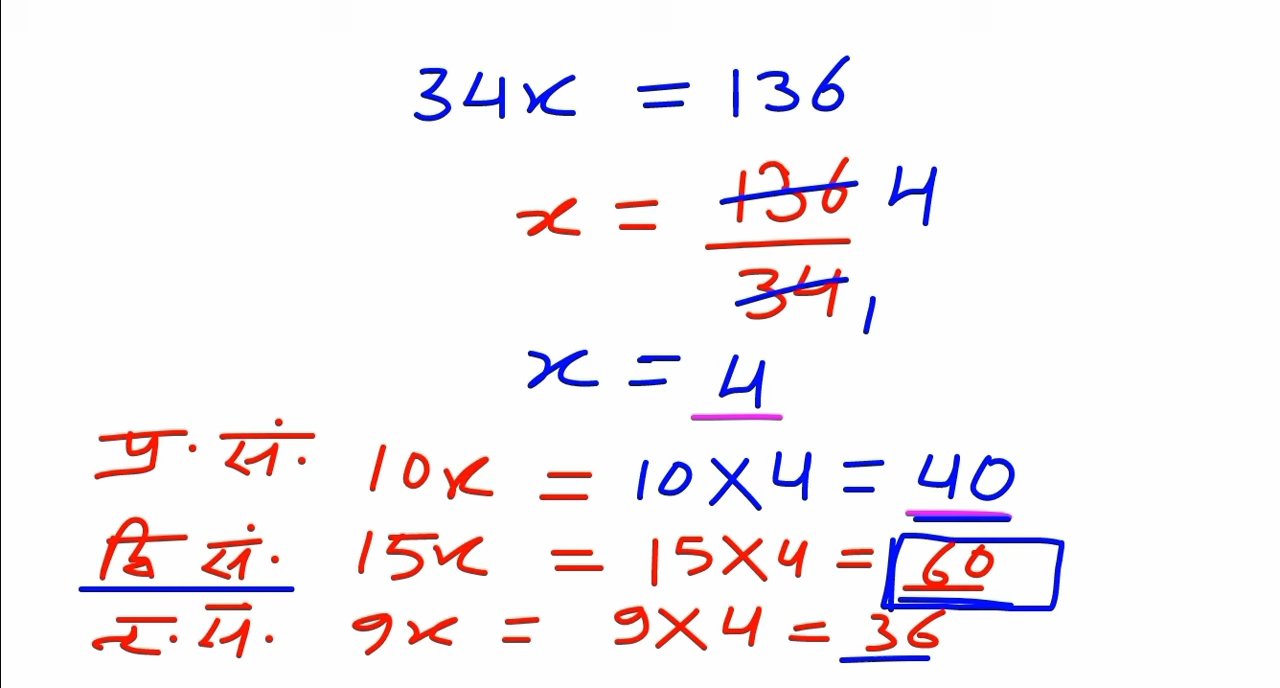 34x = 136
x = 136 4
34 1
x = 4
प्र. सं. 10x = 10×4 = 40
द्वि सं. 15x = 15×4 = 60
तृ. सं. 9x = 9×4 = 36